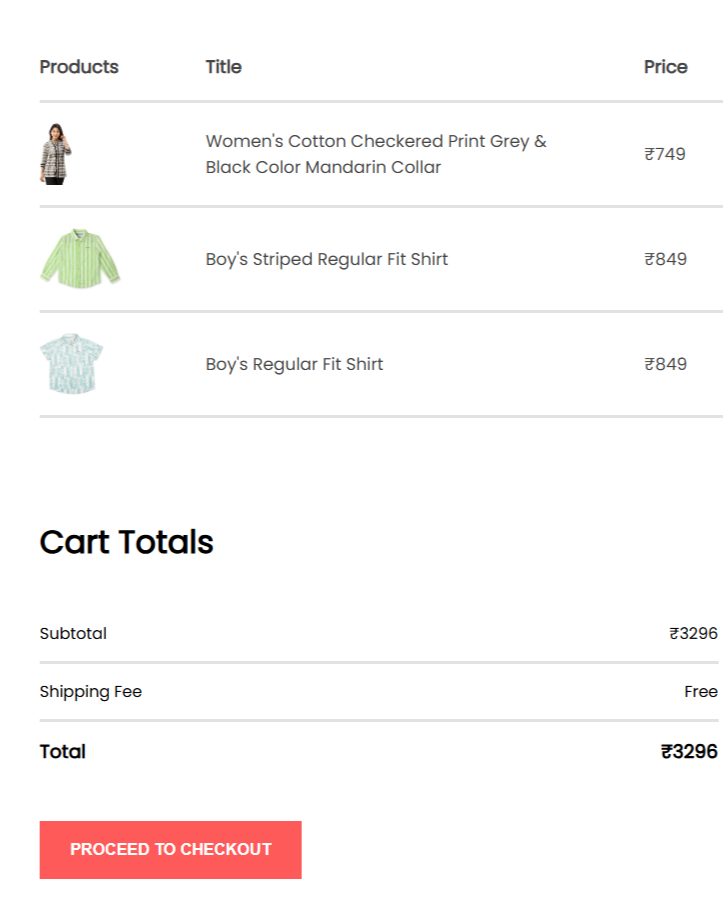 Products Title Price
Women's Cotton Checkered Print Grey &
Black Color Mandarin Collar
₹749
Boy's Striped Regular Fit Shirt ₹849
Boy's Regular Fit Shirt ₹849
Cart Totals
Subtotal ₹3296
Shipping Fee Free
Total ₹3296
PROCEED TO CHECKOUT